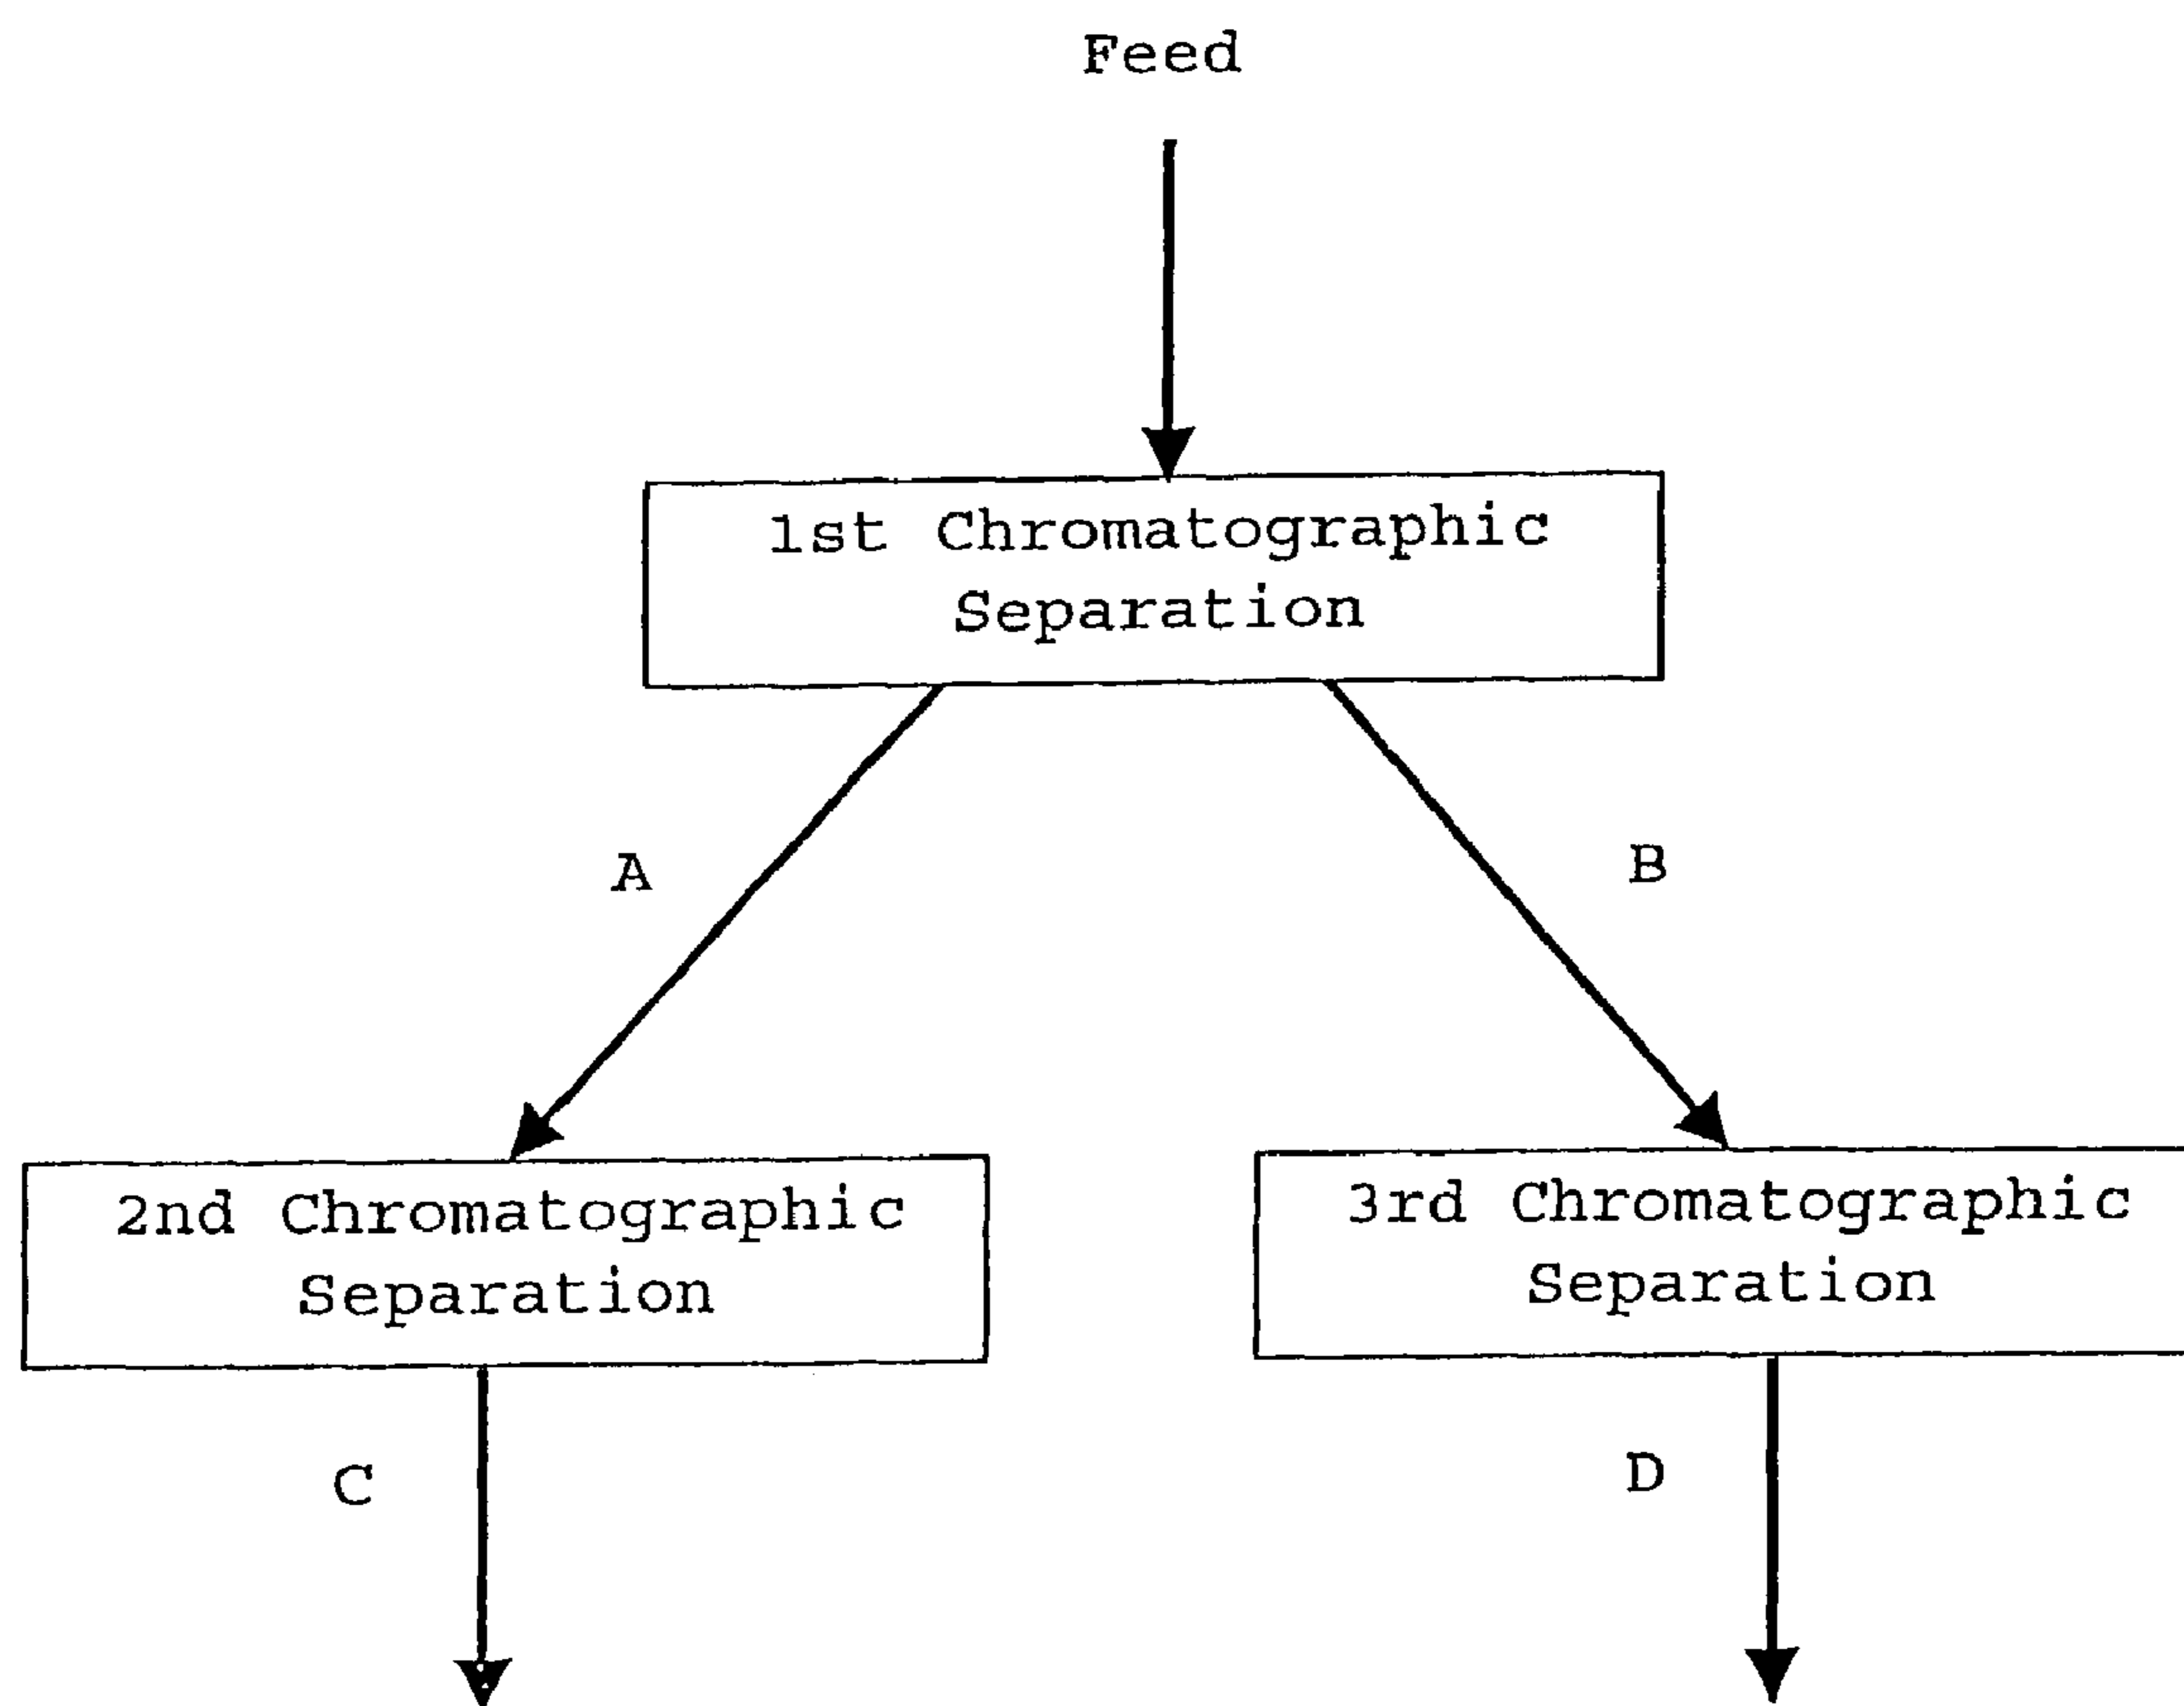 Feed
1st Chromatographic
Separation
A
B
2nd Chromatographic
Separation
3rd Chromatographic
Separation
C
D